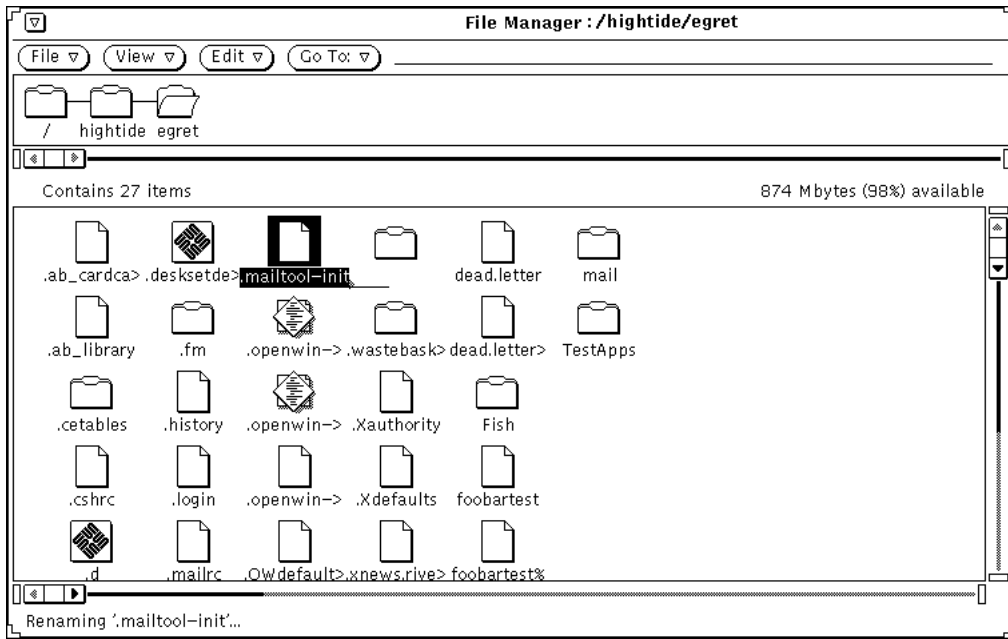 File Manager : /hightide/egret
File View Edit Go To:
/ hightide egret
Contains 27 items 874 Mbytes (98%) available
.ab_cardca> .desksetde> .mailtool-init dead.letter mail
.ab_library .fm .openwin-> .wastebask> dead.letter> TestApps
.cetables .history .openwin-> .Xauthority Fish
.cshrc .login .openwin-> .Xdefaults foobartest
.d .mailrc .OWdefault> .xnews.rive> foobartest%
Renaming '.mailtool-init'...